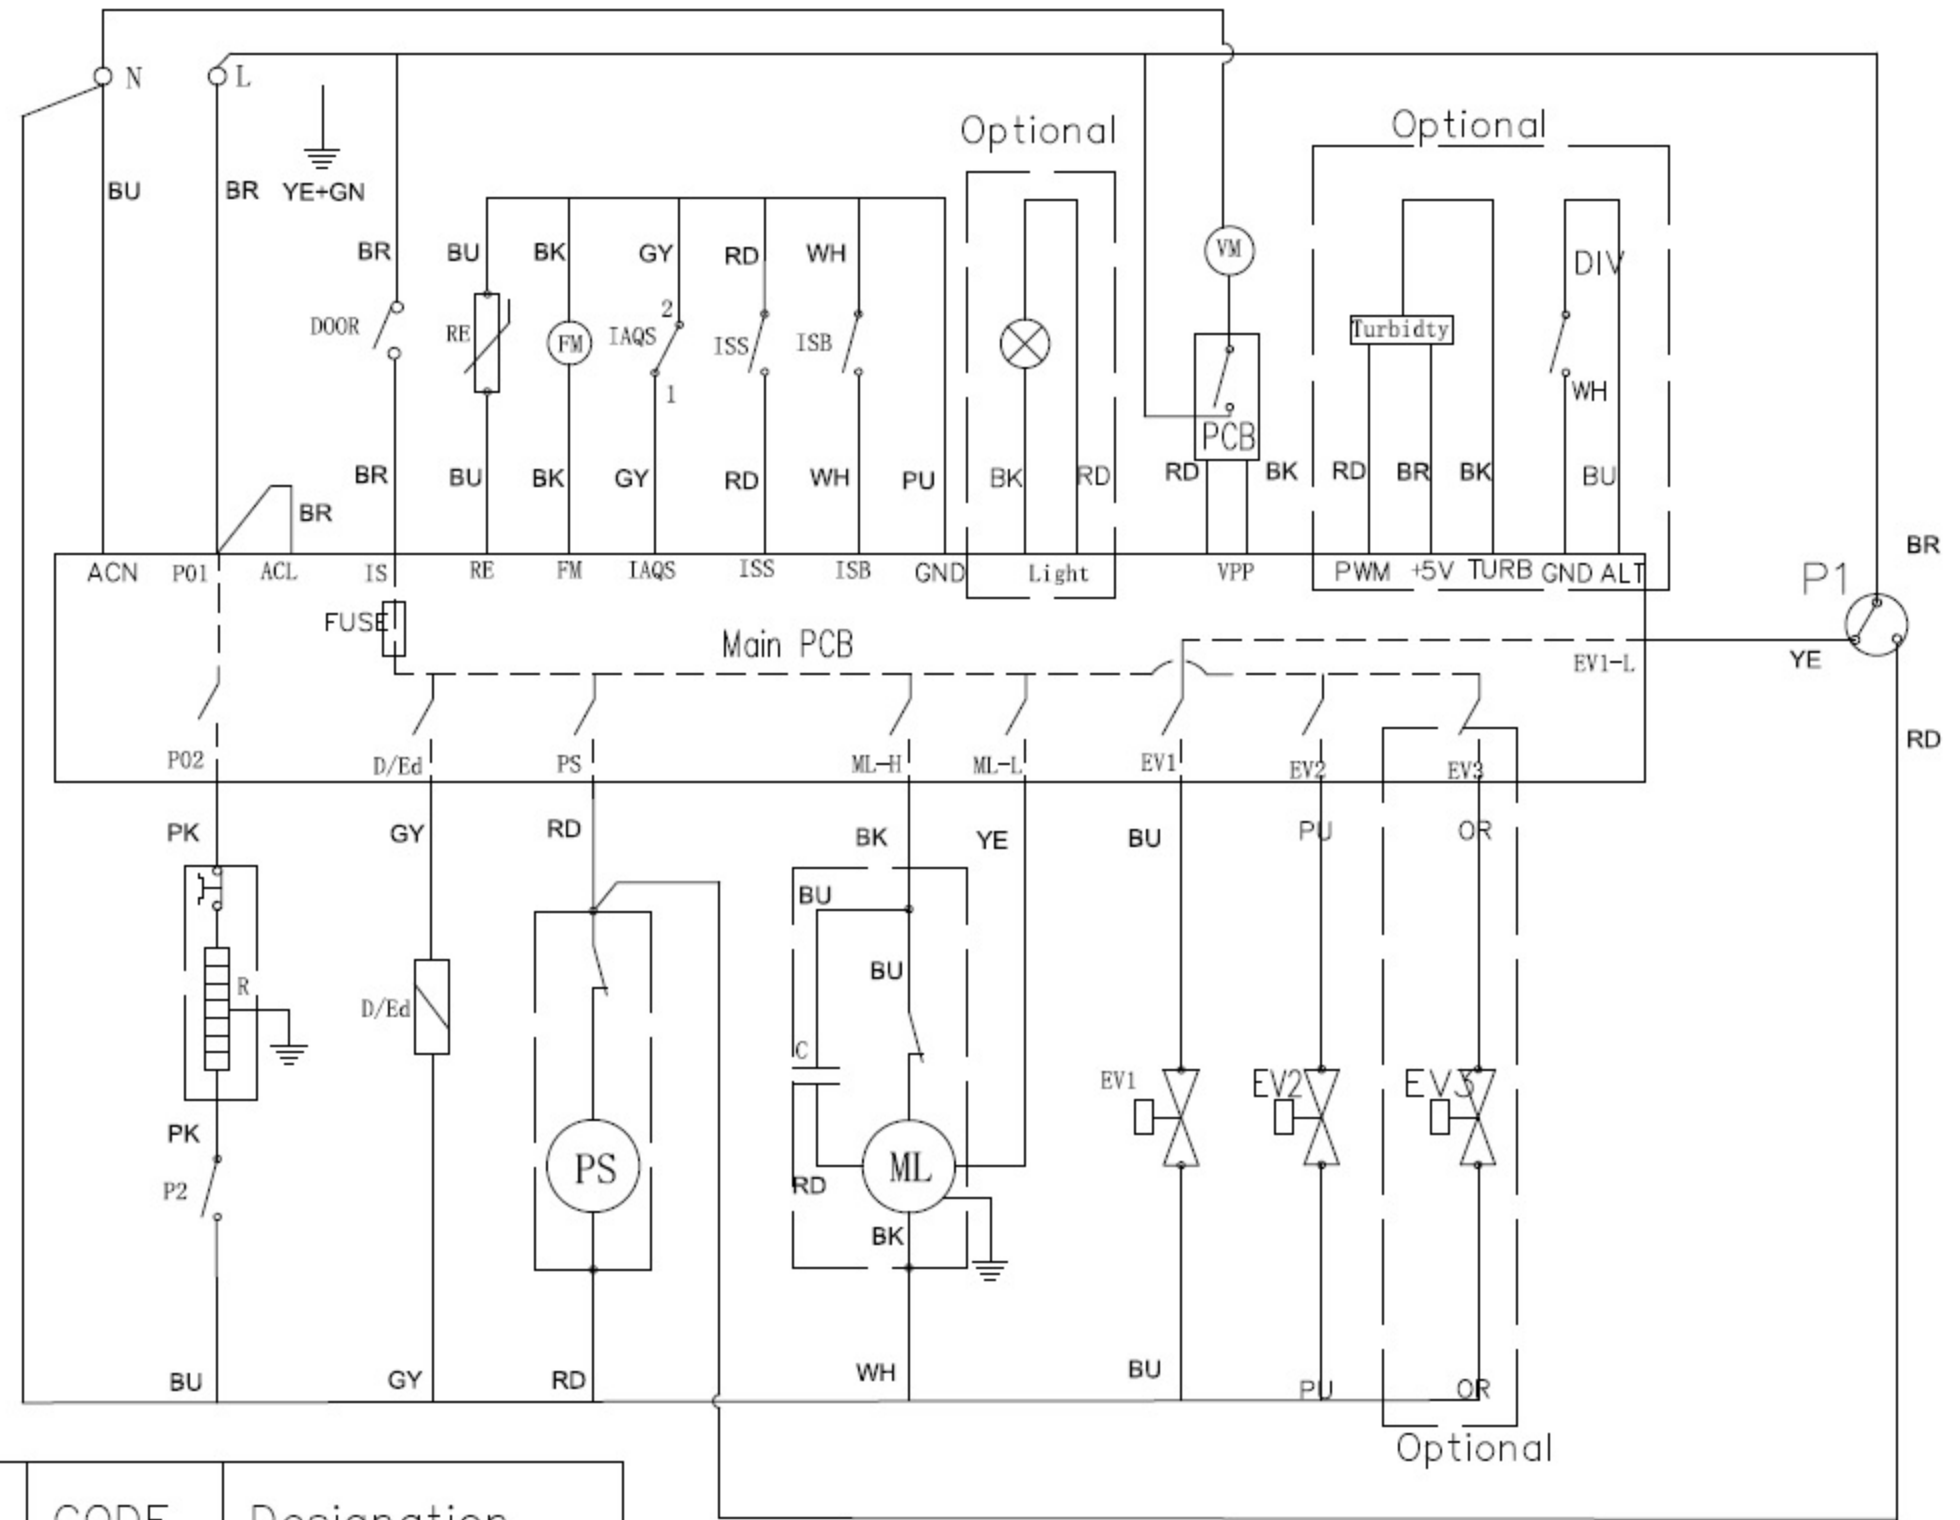 N
L
Optional
Optional
BU
BR
YE+GN
BR
BU
BK
GY
RD
WH
VM
DIV
DOOR
RE
FM
IAQS
2
1
ISS
ISB
Turbidty
WH
PCB
BR
BR
BU
BK
GY
RD
WH
PU
BK
RD
RD
BK
RD
BR
BK
BU
BR
ACN
P01
ACL
IS
RE
FM
IAQS
ISS
ISB
GND
Light
VPP
PWM
+5V
TURB
GND
ALT
P1
FUSE
Main PCB
EV1-L
YE
RD
P02
D/Ed
PS
ML-H
ML-L
EV1
EV2
EV3
PK
GY
RD
BK
YE
BU
PU
OR
BU
BU
R
D/Ed
C
EV1
EV2
EV3
PK
P2
PS
ML
RD
BK
BU
GY
RD
WH
BU
PU
OR
Optional
CODE
Designation